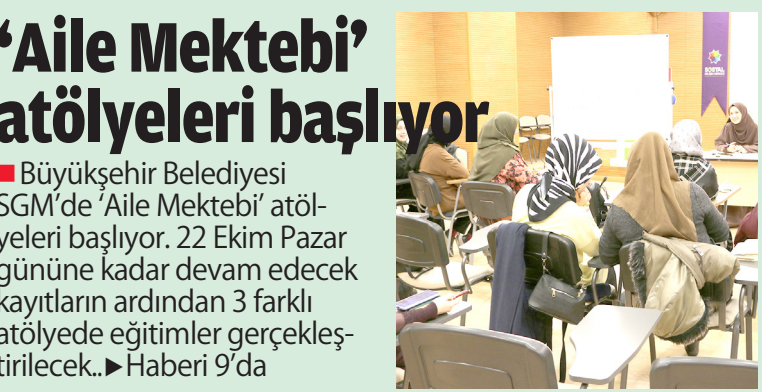 'Aile Mektebi'
atölyeleri başlıyor
Büyükşehir Belediyesi
SGM'de 'Aile Mektebi' atöl-
yeleri başlıyor. 22 Ekim Pazar
gününe kadar devam edecek
kayıtların ardından 3 farklı
atölyede eğitimler gerçekleş-
tirilecek..▶Haberi 9'da
SOSYAL